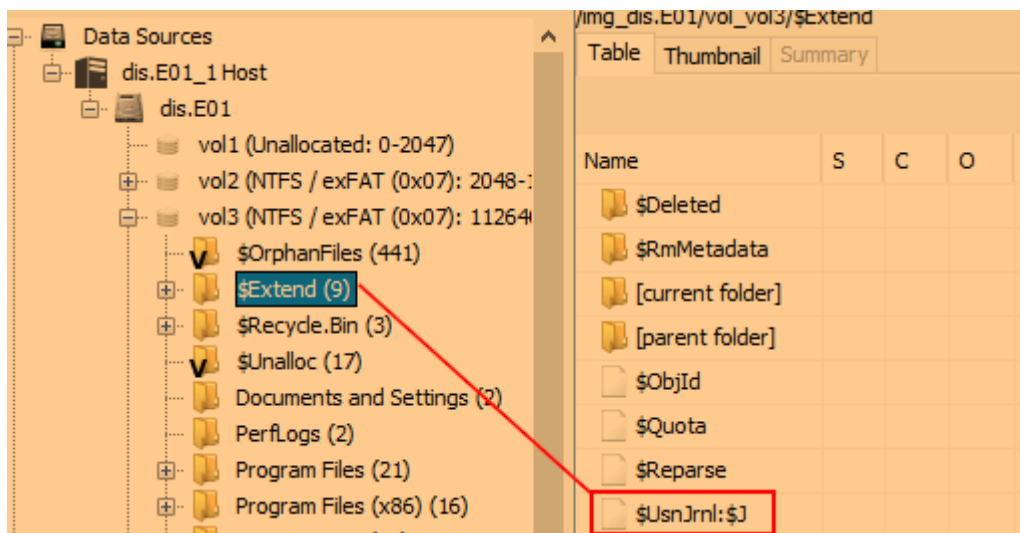 Data Sources
dis.E01_1 Host
dis.E01
vol1 (Unallocated: 0-2047)
vol2 (NTFS / exFAT (0x07): 2048-
vol3 (NTFS / exFAT (0x07): 11264
$OrphanFiles (441)
$Extend (9)
$Recycle.Bin (3)
$Unalloc (17)
Documents and Settings (2)
PerfLogs (2)
Program Files (21)
Program Files (x86) (16)
/img_dis.E01/vol_vol3/$Extend
Table Thumbnail Summary
Name S C O
$Deleted
$RmMetadata
[current folder]
[parent folder]
$ObjId
$Quota
$Reparse
$UsnJrnl:$J